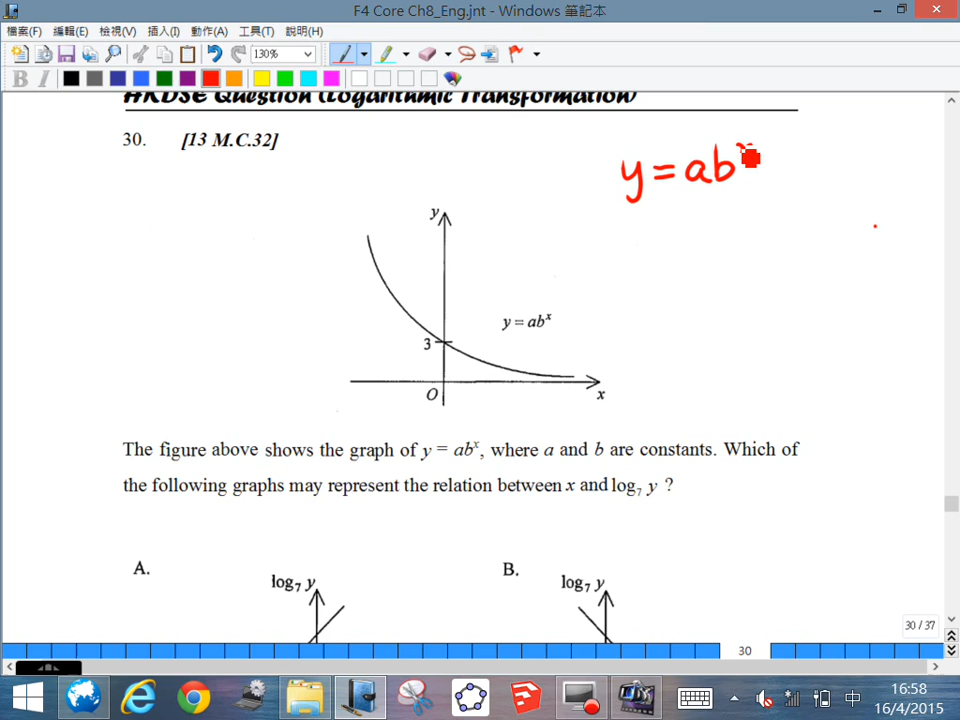 F4 Core Ch8_Eng.jnt - Windows 筆記本
檔案(F) 編輯(E) 檢視(V) 插入(I) 動作(A) 工具(T) 說明(H)
130%
B I
HKDSE Question (Logarithmic Transformation)
30. [13 M.C.32]
y=ab
y
y = abˣ
3
O
x
The figure above shows the graph of y = abˣ, where a and b are constants. Which of
the following graphs may represent the relation between x and log₇ y ?
A. B.
log₇ y log₇ y
30 / 37
30
中
16:58
16/4/2015